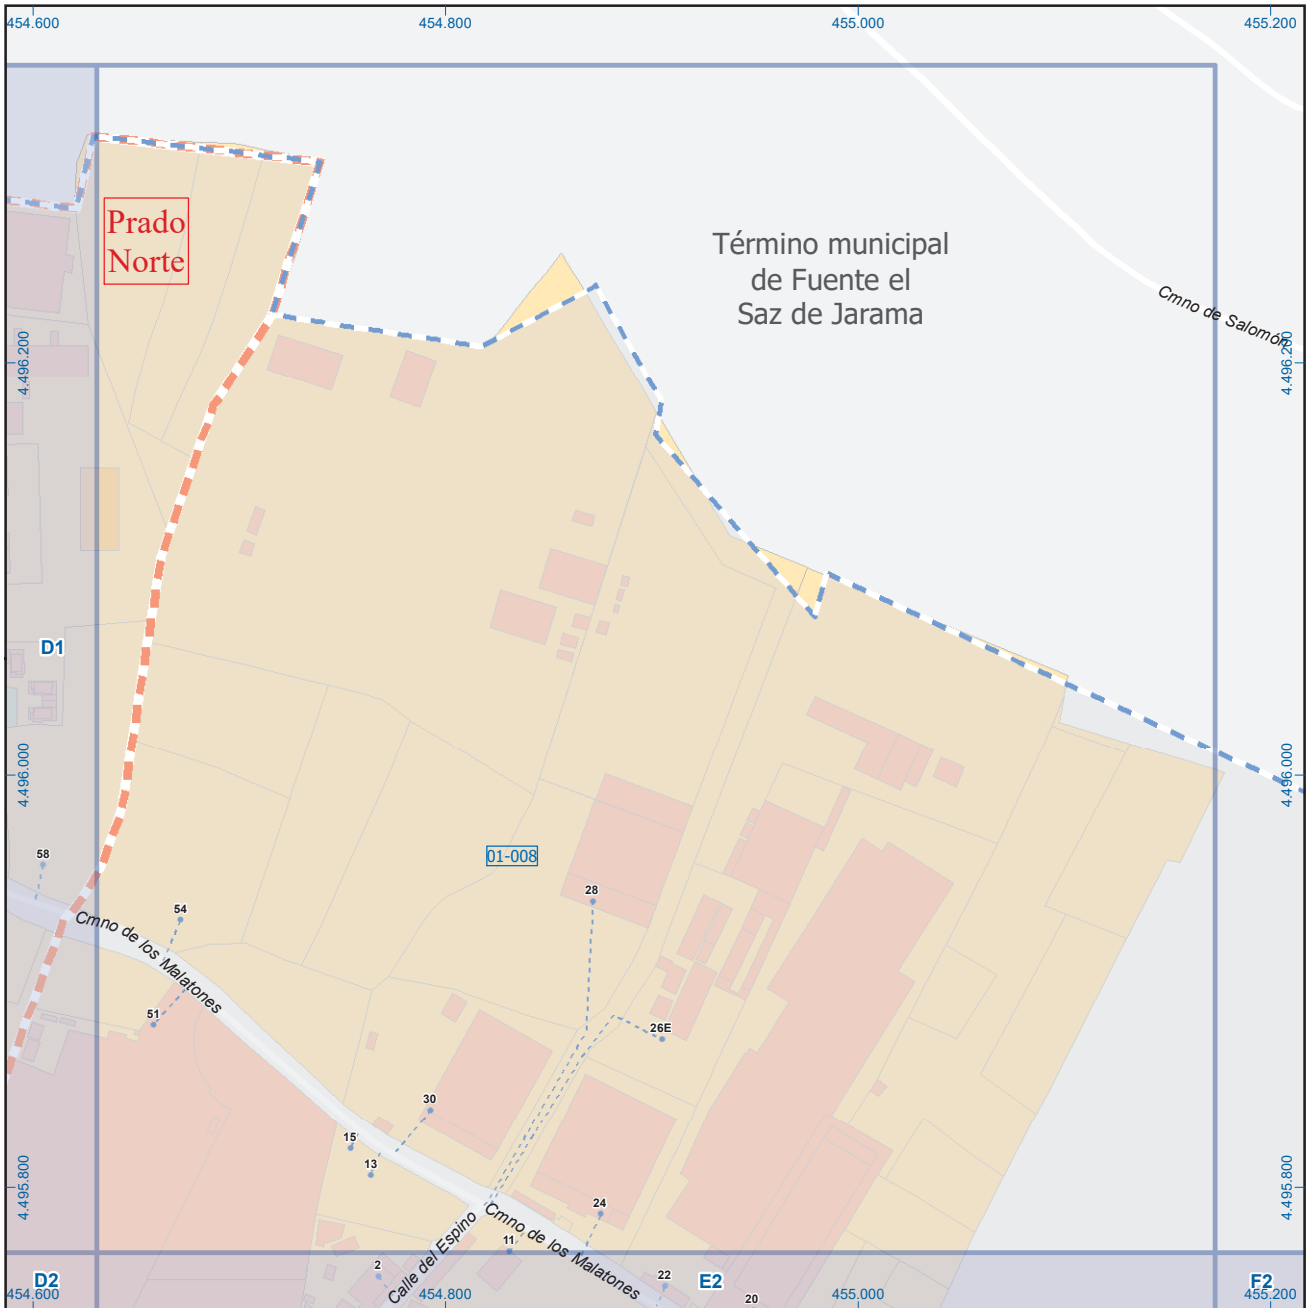 454.600
454.800
455.000
455.200
Prado
Norte
Término municipal
de Fuente el
Saz de Jarama
Cmno de Salomón
4.496.200
4.496.200
D1
4.496.000
4.496.000
58
01-008
28
54
Cmno de los Malatones
51
26E
30
15
13
4.495.800
4.495.800
24
Cmno de los Malatones
Calle del Espino
11
2
22
20
D2
E2
F2
454.600
454.800
455.000
455.200